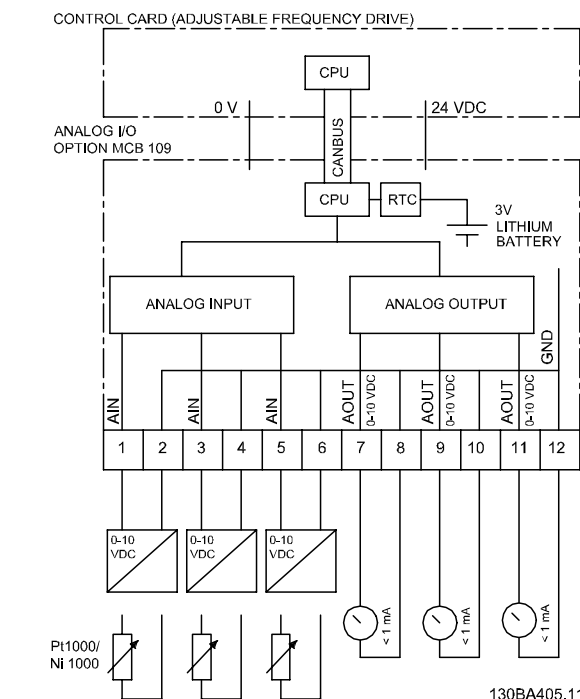 CONTROL CARD (ADJUSTABLE FREQUENCY DRIVE)
CPU
0 V
24 VDC
CANBUS
ANALOG I/O
OPTION MCB 109
CPU
RTC
3V
LITHIUM
BATTERY
ANALOG INPUT
ANALOG OUTPUT
GND
AIN
AIN
AIN
AOUT
0-10 VDC
AOUT
0-10 VDC
AOUT
0-10 VDC
1 2 3 4 5 6 7 8 9 10 11 12
0-10
VDC
0-10
VDC
0-10
VDC
< 1 mA
< 1 mA
< 1 mA
Pt1000/
Ni 1000
130BA405.11